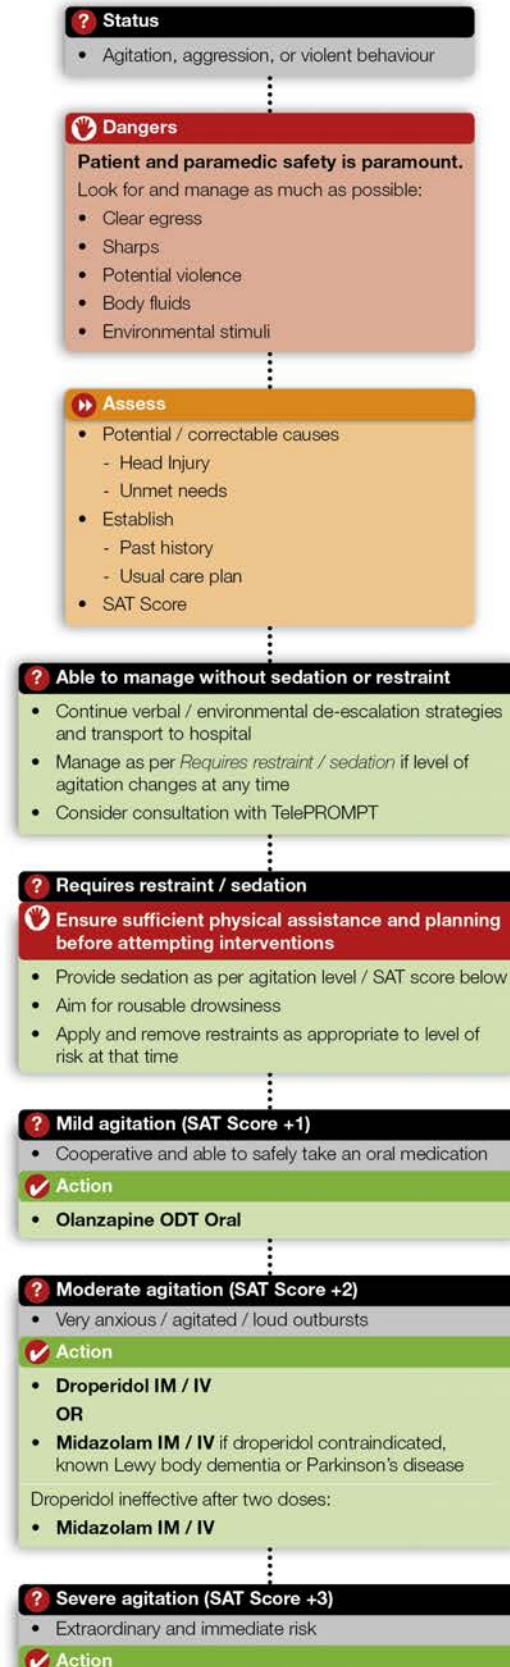 Status
• Agitation, aggression, or violent behaviour
Dangers
Patient and paramedic safety is paramount.
Look for and manage as much as possible:
• Clear egress
• Sharps
• Potential violence
• Body fluids
• Environmental stimuli
Assess
• Potential / correctable causes
- Head Injury
- Unmet needs
• Establish
- Past history
- Usual care plan
• SAT Score
? Able to manage without sedation or restraint
• Continue verbal / environmental de-escalation strategies
and transport to hospital
• Manage as per Requires restraint / sedation if level of
agitation changes at any time
• Consider consultation with TelePROMPT
? Requires restraint / sedation
Ensure sufficient physical assistance and planning
before attempting interventions
• Provide sedation as per agitation level / SAT score below
• Aim for rousable drowsiness
• Apply and remove restraints as appropriate to level of
risk at that time
? Mild agitation (SAT Score +1)
• Cooperative and able to safely take an oral medication
Action
• Olanzapine ODT Oral
? Moderate agitation (SAT Score +2)
• Very anxious / agitated / loud outbursts
Action
• Droperidol IM / IV
OR
• Midazolam IM / IV if droperidol contraindicated,
known Lewy body dementia or Parkinson's disease
Droperidol ineffective after two doses:
• Midazolam IM / IV
? Severe agitation (SAT Score +3)
• Extraordinary and immediate risk
Action